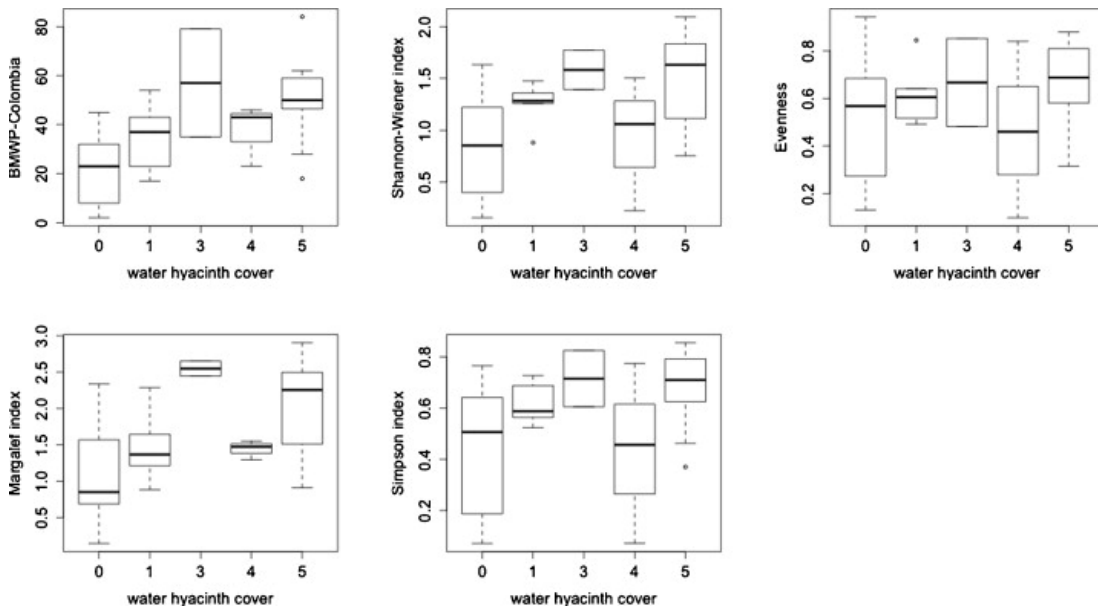 BMWP-Colombia
80
60
40
20
0
0 1 3 4 5
water hyacinth cover
Shannon-Wiener index
2.0
1.5
1.0
0.5
0 1 3 4 5
water hyacinth cover
Evenness
0.8
0.6
0.4
0.2
0 1 3 4 5
water hyacinth cover
Margalef index
3.0
2.5
2.0
1.5
1.0
0.5
0 1 3 4 5
water hyacinth cover
Simpson index
0.8
0.6
0.4
0.2
0 1 3 4 5
water hyacinth cover